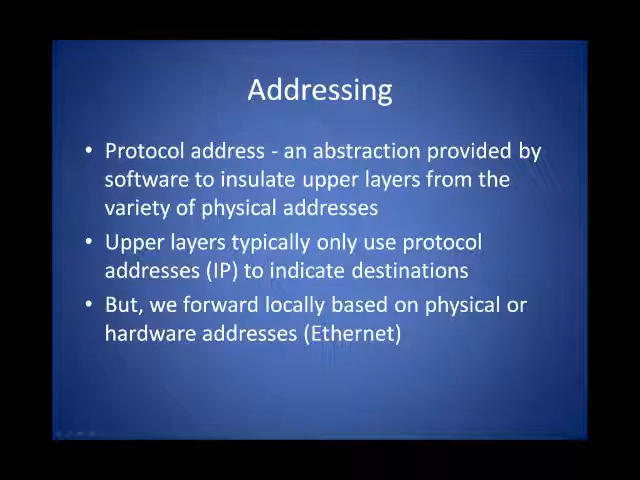 Addressing
• Protocol address - an abstraction provided by
software to insulate upper layers from the
variety of physical addresses
• Upper layers typically only use protocol
addresses (IP) to indicate destinations
• But, we forward locally based on physical or
hardware addresses (Ethernet)